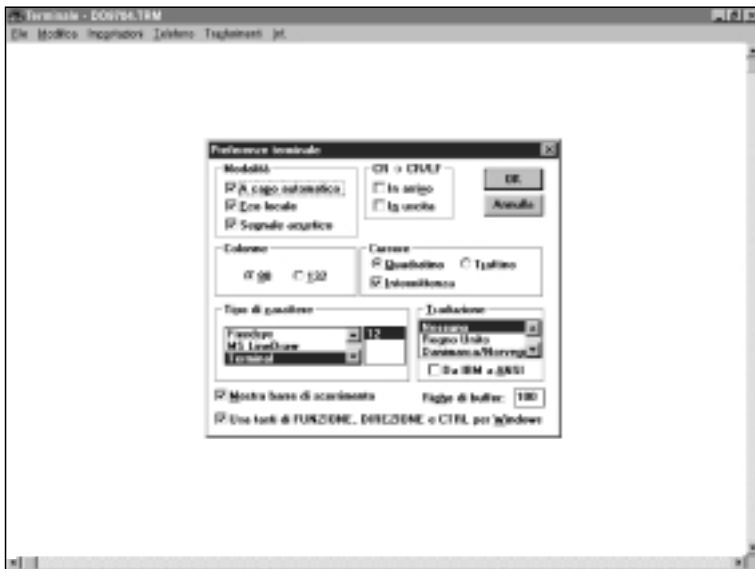 Terminale - DD9704.TRM
File Modifica Impostazioni Telefono Trasferimenti Inf.
Preferenze terminale
Modalità
A capo automatico
Eco locale
Segnale acustico
CR -> CR/LF
In arrivo
In uscita
OK
Annulla
Colonne
80 132
Cursore
Quadratino Trattino
Intermittenza
Tipo di carattere
Fixedsys
MS LineDraw
Terminal
12
Traduzione
Nessuna
Regno Unito
Danimarca/Norvegi
Da IBM a ANSI
Mostra barre di scorrimento
Righe di buffer: 100
Usa tasti di FUNZIONE, DIREZIONE e CTRL per Windows